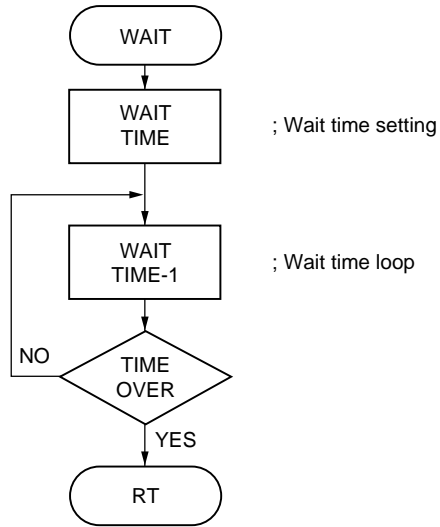 WAIT
WAIT
TIME
; Wait time setting
WAIT
TIME-1
; Wait time loop
NO
TIME
OVER
YES
RT